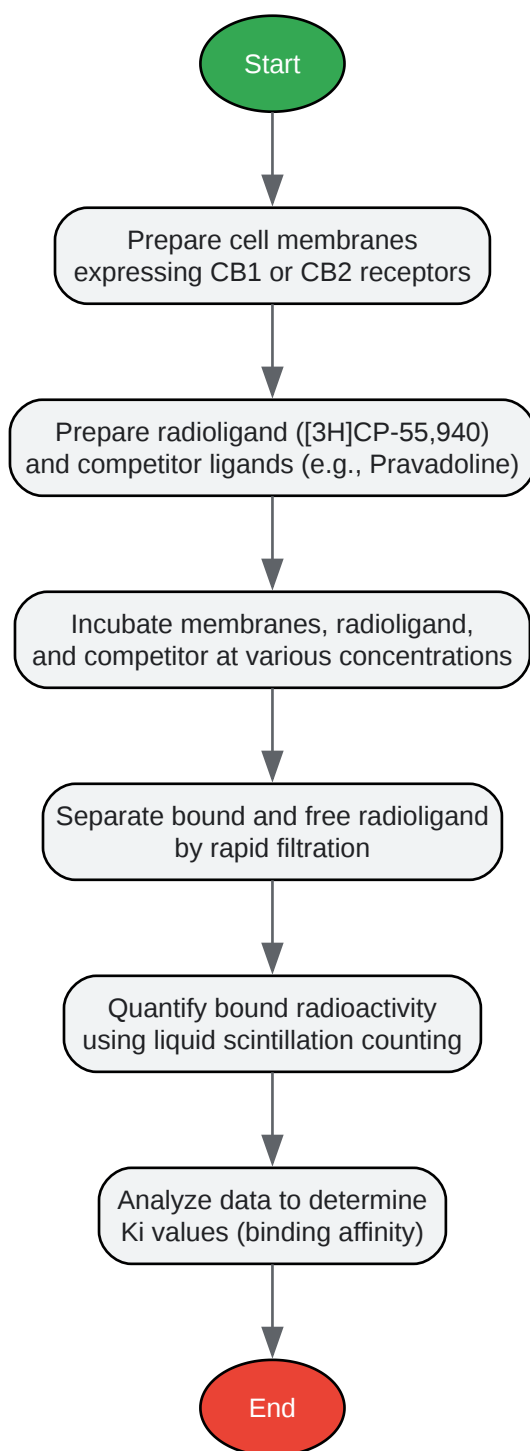 Start
Prepare cell membranes
expressing CB1 or CB2 receptors
Prepare radioligand ([3H]CP-55,940)
and competitor ligands (e.g., Pravadoline)
Incubate membranes, radioligand,
and competitor at various concentrations
Separate bound and free radioligand
by rapid filtration
Quantify bound radioactivity
using liquid scintillation counting
Analyze data to determine
Ki values (binding affinity)
End